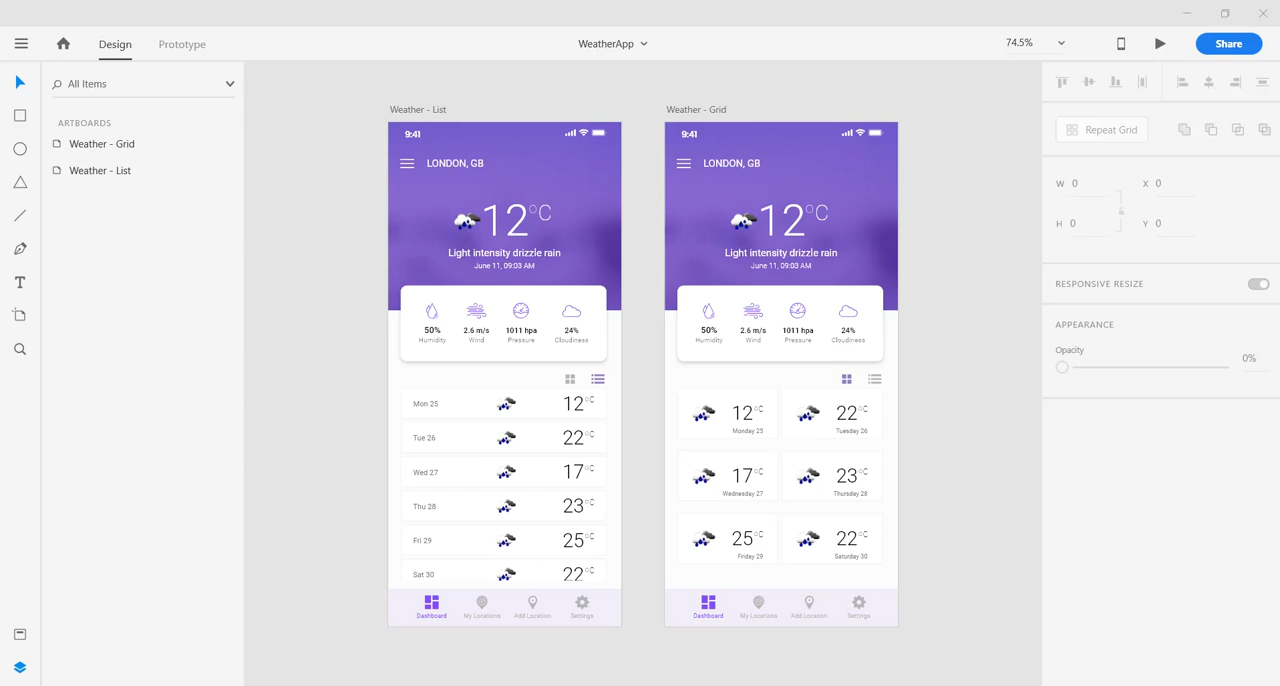 Design
Prototype
WeatherApp
74.5%
Share
All Items
ARTBOARDS
Weather - Grid
Weather - List
Weather - List
9:41
LONDON, GB
12°C
Light intensity drizzle rain
June 11, 09:03 AM
50%
2.6 m/s
1011 hpa
24%
Humidity
Wind
Pressure
Cloudiness
Mon 25
12°C
Tue 26
22°C
Wed 27
17°C
Thu 28
23°C
Fri 29
25°C
Sat 30
22°C
Dashboard
My Locations
Add Location
Settings
Weather - Grid
9:41
LONDON, GB
12°C
Light intensity drizzle rain
June 11, 09:03 AM
50%
2.6 m/s
1011 hpa
24%
Humidity
Wind
Pressure
Cloudiness
12°C
Monday 25
22°C
Tuesday 26
17°C
Wednesday 27
23°C
Thursday 28
25°C
Friday 29
22°C
Saturday 30
Dashboard
My Locations
Add Location
Settings
Repeat Grid
W 0
X 0
H 0
Y 0
RESPONSIVE RESIZE
APPEARANCE
Opacity
0%